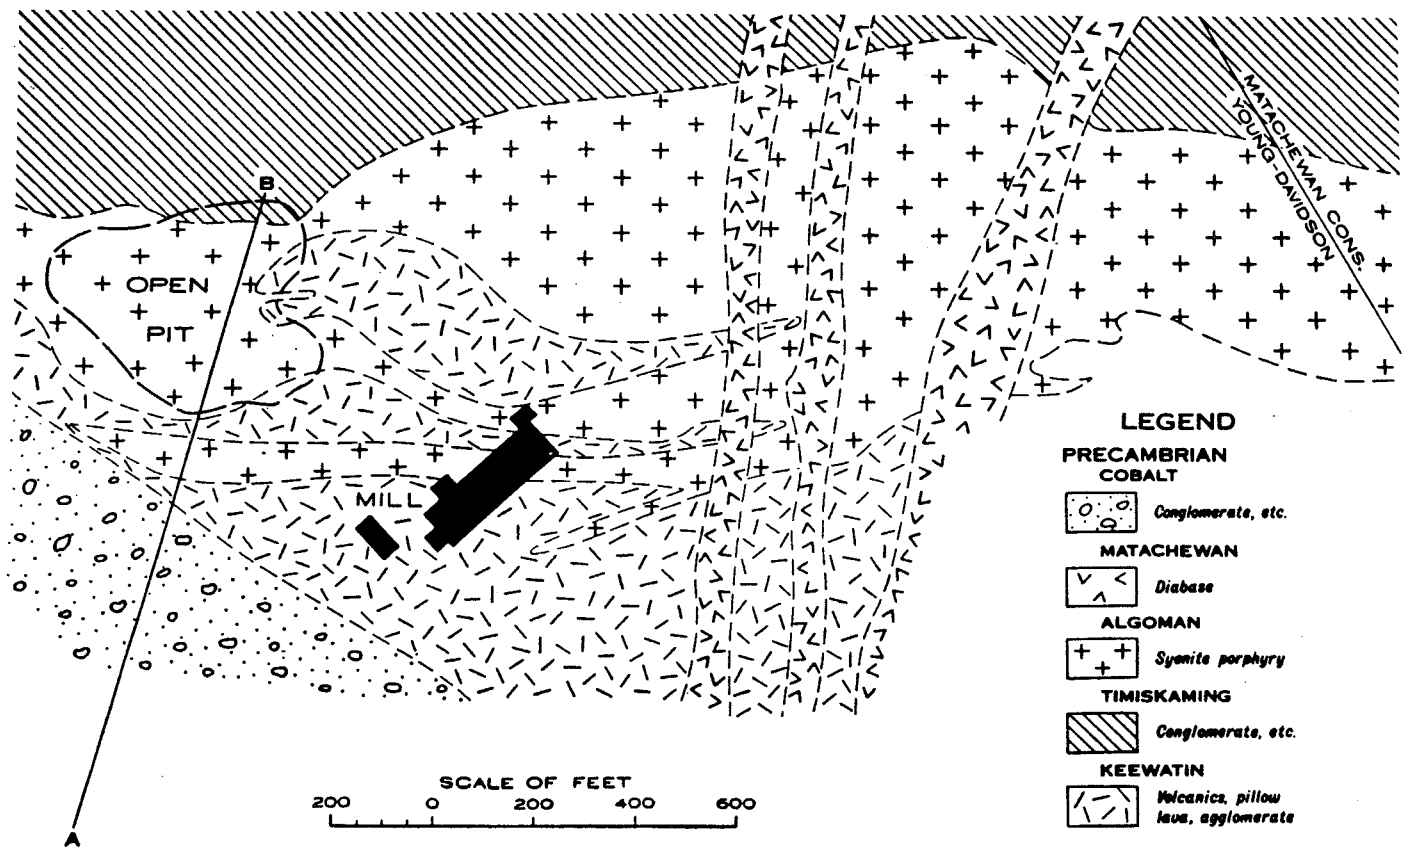 B
MATACHEWAN CONS.
YOUNG-DAVIDSON
OPEN
PIT
MILL
A
SCALE OF FEET
200 0 200 400 600
LEGEND
PRECAMBRIAN
COBALT
Conglomerate, etc.
MATACHEWAN
Diabase
ALGOMAN
Syenite porphyry
TIMISKAMING
Conglomerate, etc.
KEEWATIN
Volcanics, pillow
lava, agglomerate